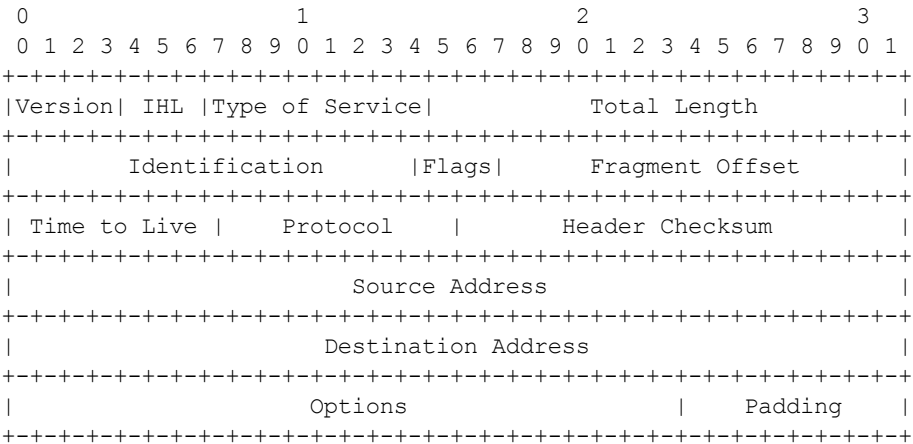 0 1 2 3
0 1 2 3 4 5 6 7 8 9 0 1 2 3 4 5 6 7 8 9 0 1 2 3 4 5 6 7 8 9 0 1
+-+-+-+-+-+-+-+-+-+-+-+-+-+-+-+-+-+-+-+-+-+-+-+-+-+-+-+-+-+-+-+-+
|Version| IHL |Type of Service| Total Length |
+-+-+-+-+-+-+-+-+-+-+-+-+-+-+-+-+-+-+-+-+-+-+-+-+-+-+-+-+-+-+-+-+
| Identification |Flags| Fragment Offset |
+-+-+-+-+-+-+-+-+-+-+-+-+-+-+-+-+-+-+-+-+-+-+-+-+-+-+-+-+-+-+-+-+
| Time to Live | Protocol | Header Checksum |
+-+-+-+-+-+-+-+-+-+-+-+-+-+-+-+-+-+-+-+-+-+-+-+-+-+-+-+-+-+-+-+-+
| Source Address |
+-+-+-+-+-+-+-+-+-+-+-+-+-+-+-+-+-+-+-+-+-+-+-+-+-+-+-+-+-+-+-+-+
| Destination Address |
+-+-+-+-+-+-+-+-+-+-+-+-+-+-+-+-+-+-+-+-+-+-+-+-+-+-+-+-+-+-+-+-+
| Options | Padding |
+-+-+-+-+-+-+-+-+-+-+-+-+-+-+-+-+-+-+-+-+-+-+-+-+-+-+-+-+-+-+-+-+